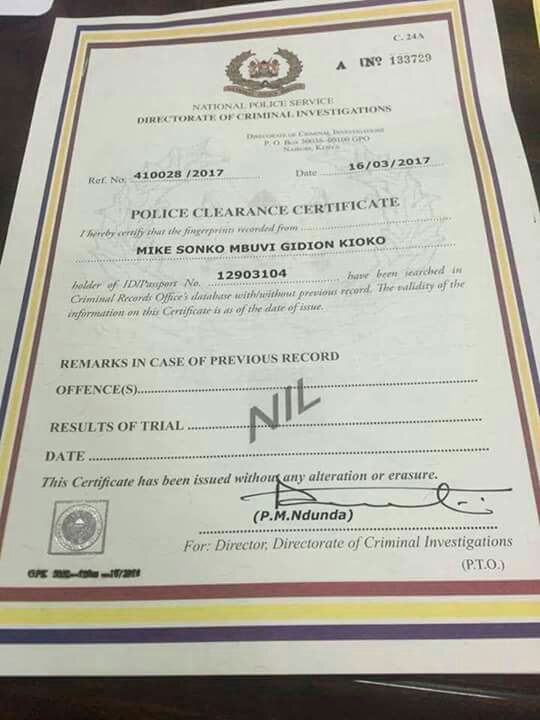 C. 24A
A Nº 133729
NATIONAL POLICE SERVICE
DIRECTORATE OF CRIMINAL INVESTIGATIONS
DIRECTORATE OF CRIMINAL INVESTIGATIONS
P. O. Box 30036-00100 GPO
NAIROBI, KENYA
Ref. No. 410028 /2017 Date 16/03/2017
POLICE CLEARANCE CERTIFICATE
I hereby certify that the fingerprints recorded from
MIKE SONKO MBUVI GIDION KIOKO
holder of ID/Passport No. 12903104 have been searched in
Criminal Records Office's database with/without previous record. The validity of the
information on this Certificate is as of the date of issue.
REMARKS IN CASE OF PREVIOUS RECORD
OFFENCE(S)
RESULTS OF TRIAL
NIL
DATE
This Certificate has been issued without any alteration or erasure.
(P.M.Ndunda)
For: Director, Directorate of Criminal Investigations
(P.T.O.)